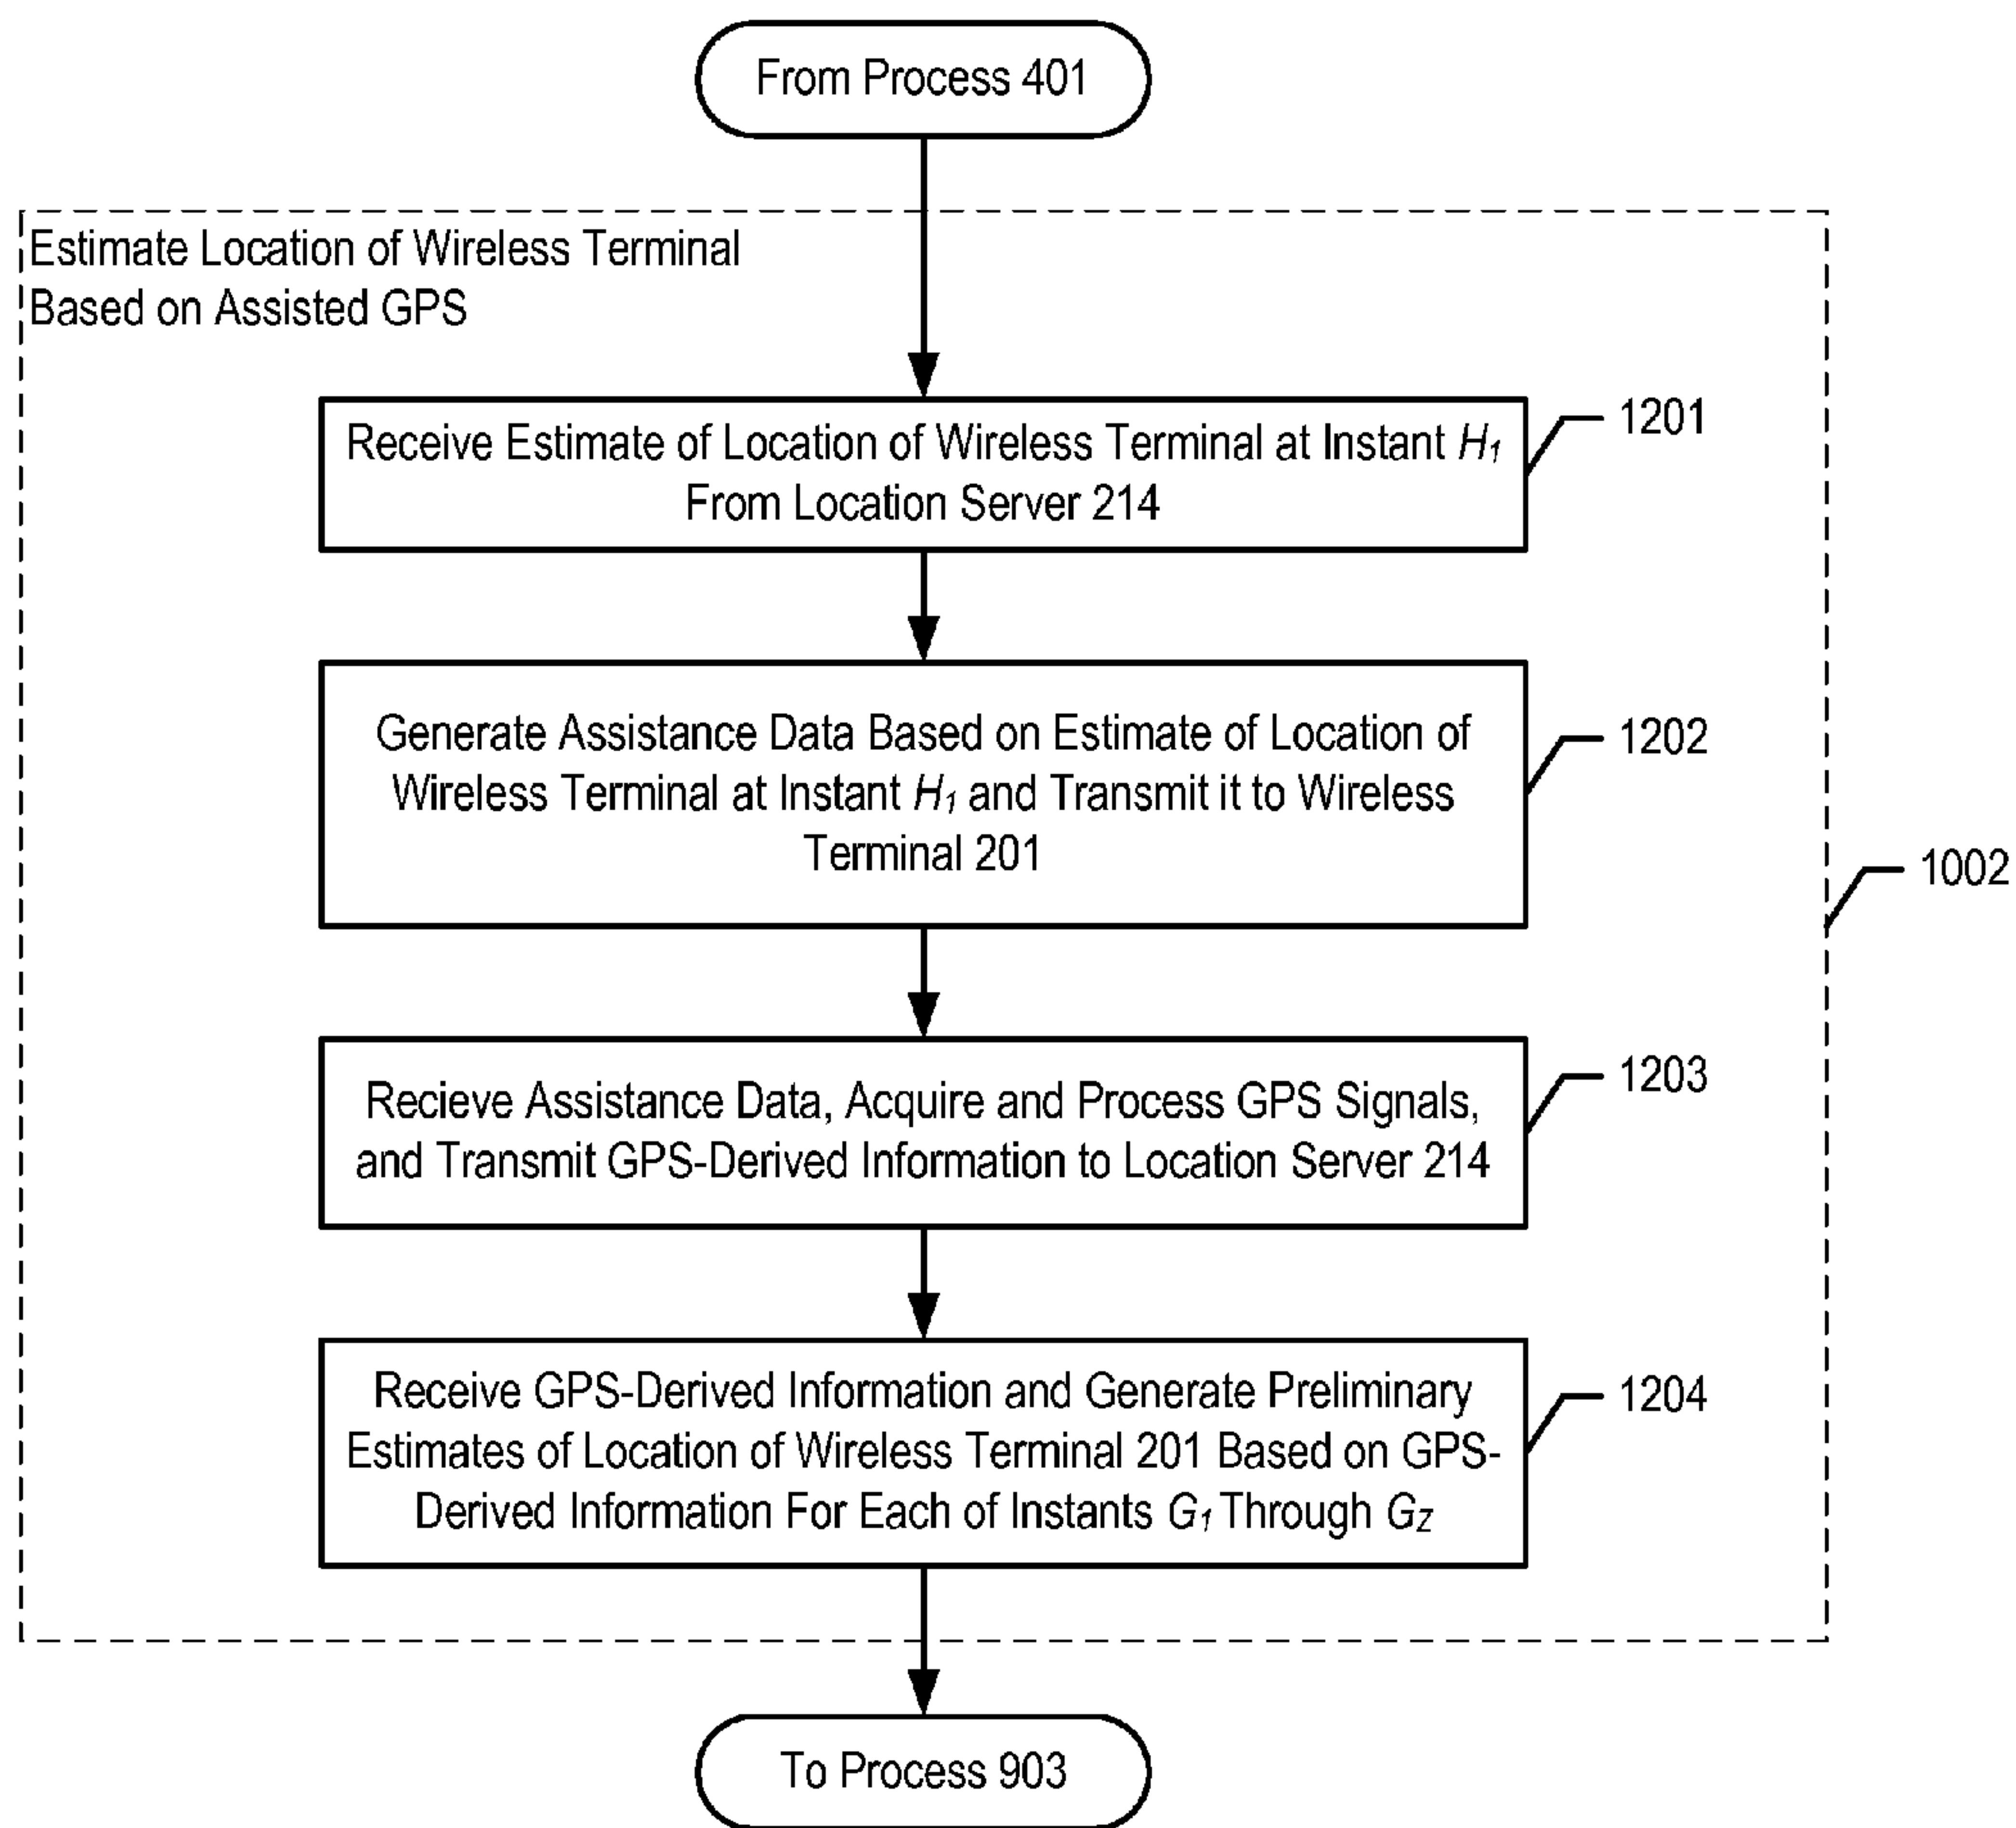 From Process 401
Estimate Location of Wireless Terminal
Based on Assisted GPS
Receive Estimate of Location of Wireless Terminal at Instant H1
From Location Server 214
1201
Generate Assistance Data Based on Estimate of Location of
Wireless Terminal at Instant H1 and Transmit it to Wireless
Terminal 201
1202
1002
Recieve Assistance Data, Acquire and Process GPS Signals,
and Transmit GPS-Derived Information to Location Server 214
1203
Receive GPS-Derived Information and Generate Preliminary
Estimates of Location of Wireless Terminal 201 Based on GPS-
Derived Information For Each of Instants G1 Through GZ
1204
To Process 903